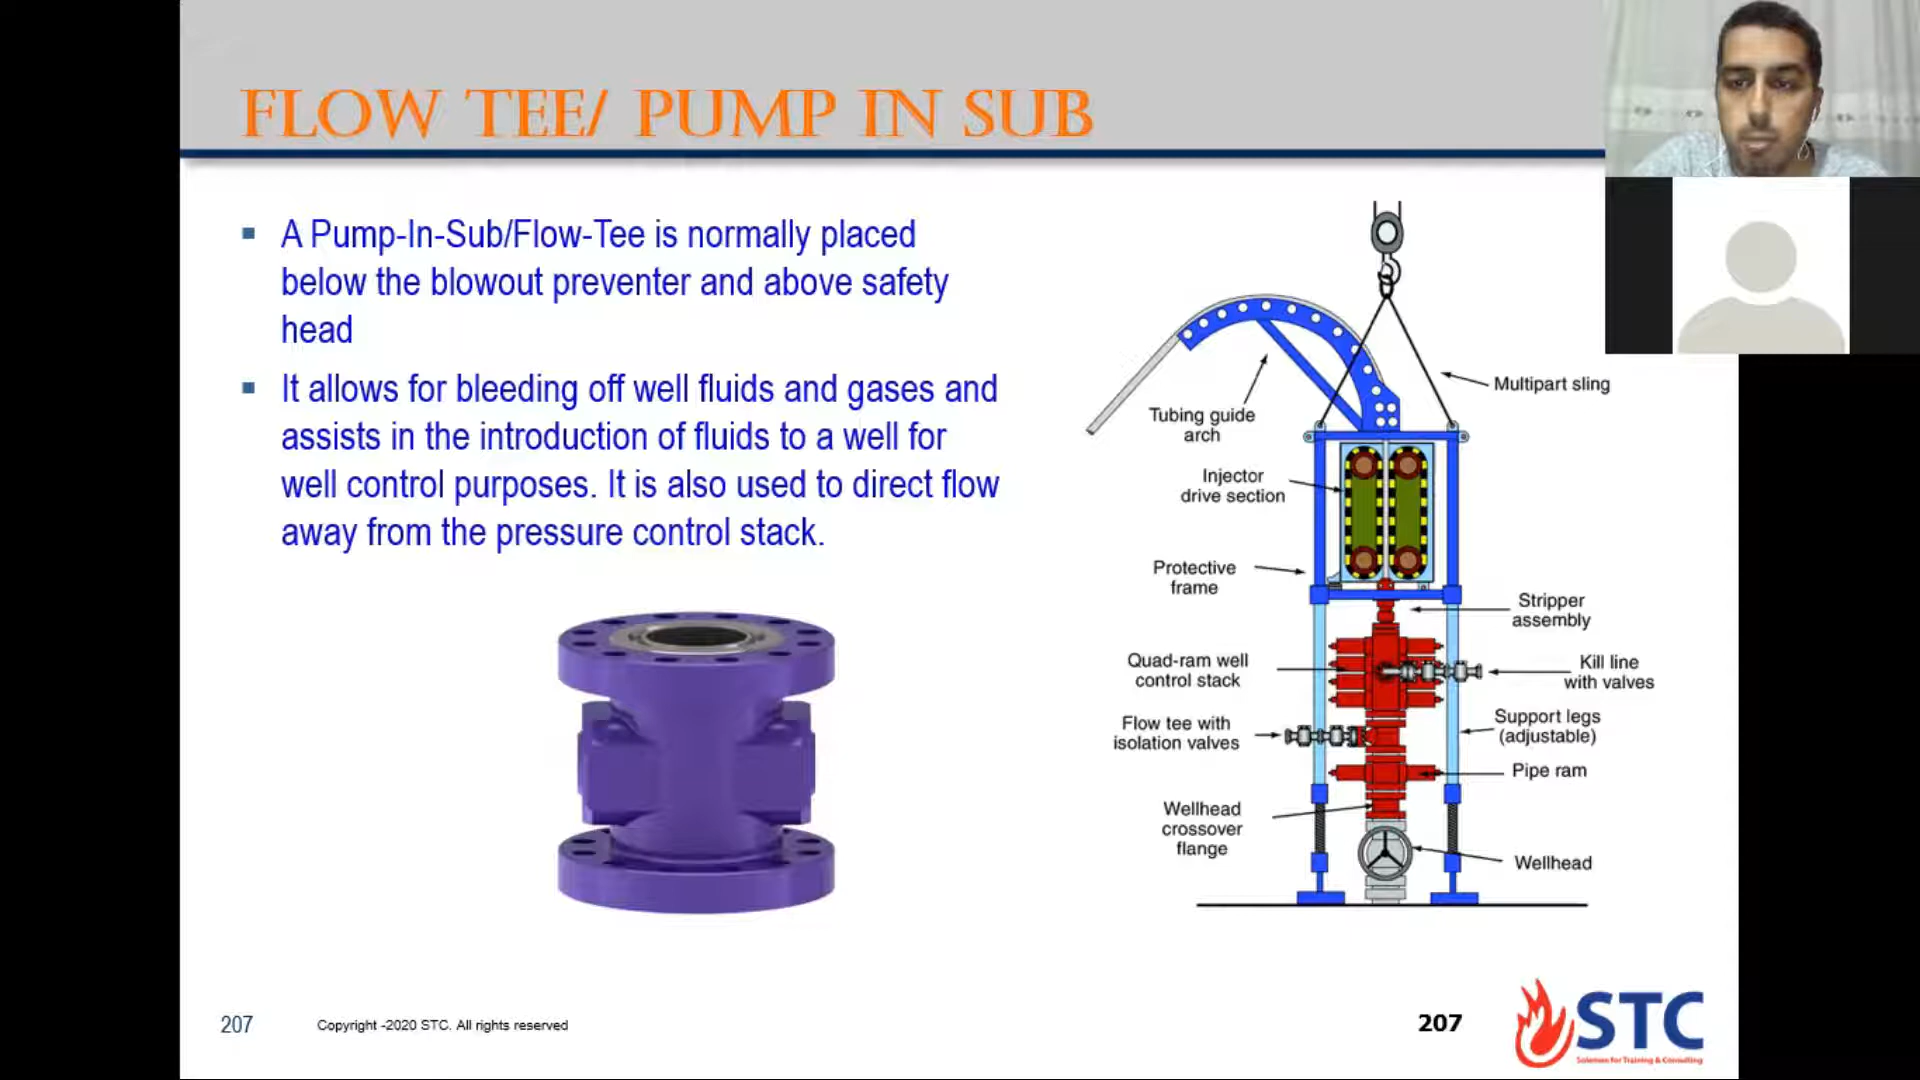 FLOW TEE/ PUMP IN SUB
A Pump-In-Sub/Flow-Tee is normally placed
below the blowout preventer and above safety
head
It allows for bleeding off well fluids and gases and
assists in the introduction of fluids to a well for
well control purposes. It is also used to direct flow
away from the pressure control stack.
Multipart sling
Tubing guide
arch
Injector
drive section
Protective
frame
Stripper
assembly
Quad-ram well
control stack
Kill line
with valves
Flow tee with
isolation valves
Support legs
(adjustable)
Pipe ram
Wellhead
crossover
flange
Wellhead
207
Copyright -2020 STC. All rights reserved
207
STC
Solutions for Training & Consulting